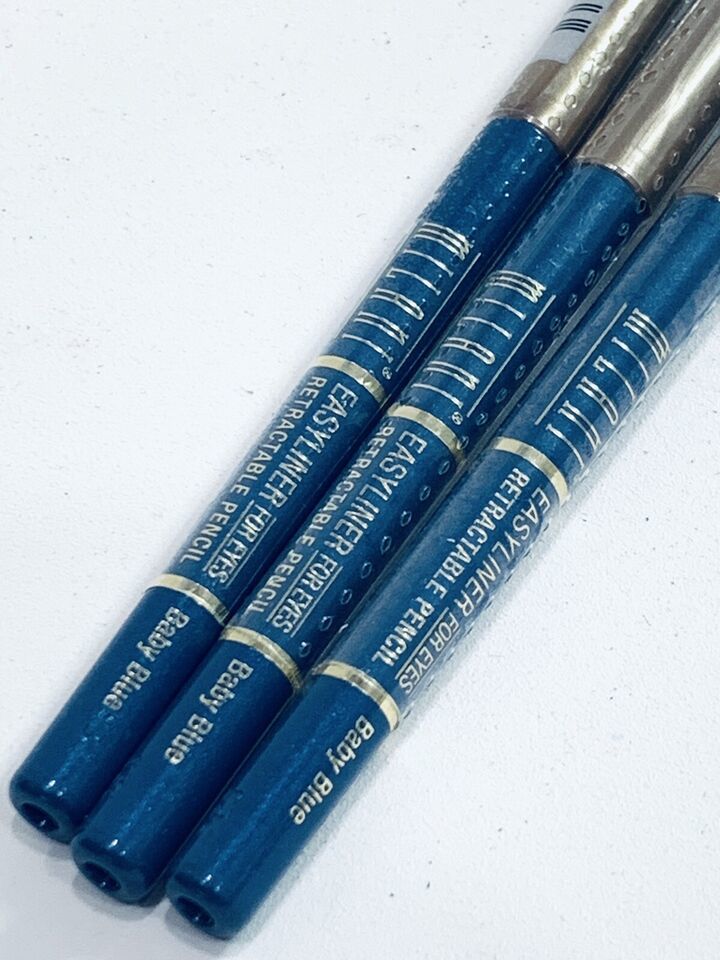 MILANI®
EASYLINER FOR EYES
RETRACTABLE PENCIL
Baby Blue
MILANI®
EASYLINER FOR EYES
RETRACTABLE PENCIL
Baby Blue
MILANI
EASYLINER FOR EYES
RETRACTABLE PENCIL
Baby Blue